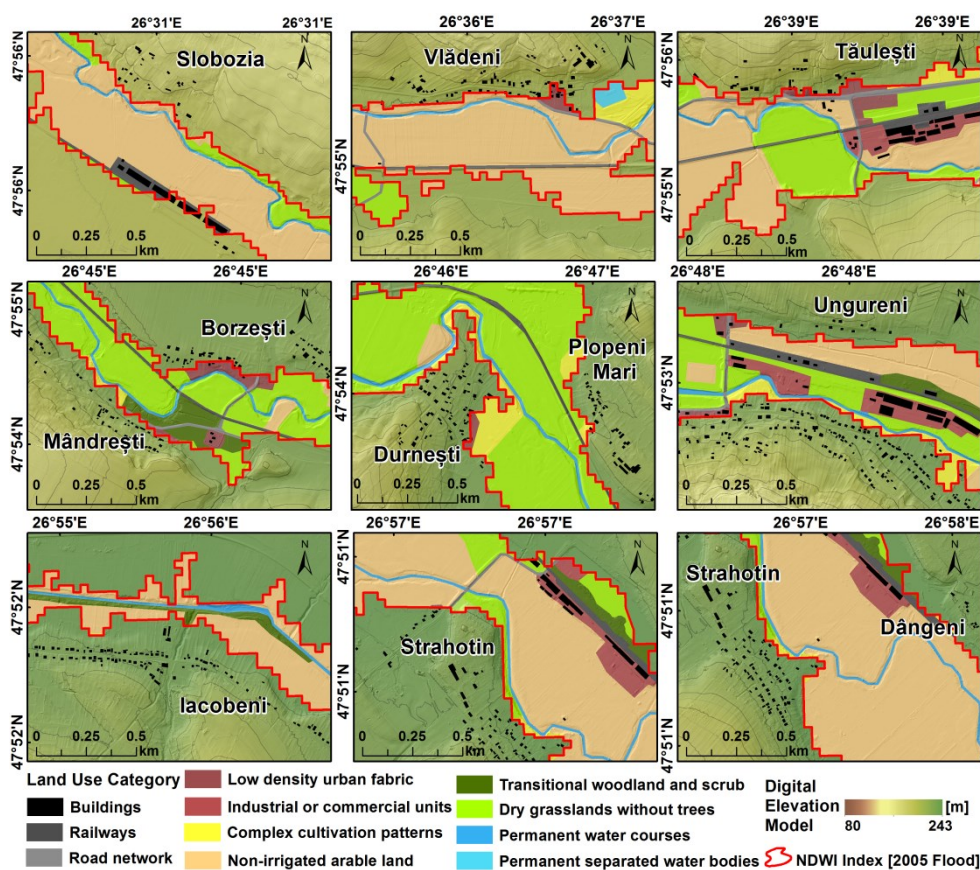 26°31'E 26°31'E
26°36'E 26°37'E
26°39'E 26°39'E
47°56'N
47°56'N
Slobozia
0 0.25 0.5
km
47°56'N
47°55'N
Vlădeni
0 0.25 0.5
km
47°56'N
47°55'N
Tăulești
0 0.25 0.5
km
26°45'E 26°45'E
26°46'E 26°47'E
26°48'E 26°48'E
47°55'N
47°54'N
Borzești
Mândrești
0 0.25 0.5
km
47°54'N
Plopeni
Mari
Durnești
0 0.25 0.5
km
47°53'N
Ungureni
0 0.25 0.5
km
26°55'E 26°56'E
26°57'E 26°57'E
26°57'E 26°58'E
47°52'N
47°52'N
Iacobeni
0 0.25 0.5
km
47°51'N
47°51'N
Strahotin
0 0.25 0.5
km
47°51'N
47°51'N
Strahotin
Dângeni
0 0.25 0.5
km
Land Use Category
Buildings
Railways
Road network
Low density urban fabric
Industrial or commercial units
Complex cultivation patterns
Non-irrigated arable land
Transitional woodland and scrub
Dry grasslands without trees
Permanent water courses
Permanent separated water bodies
Digital
Elevation [m]
Model 80 243
NDWI Index [2005 Flood]